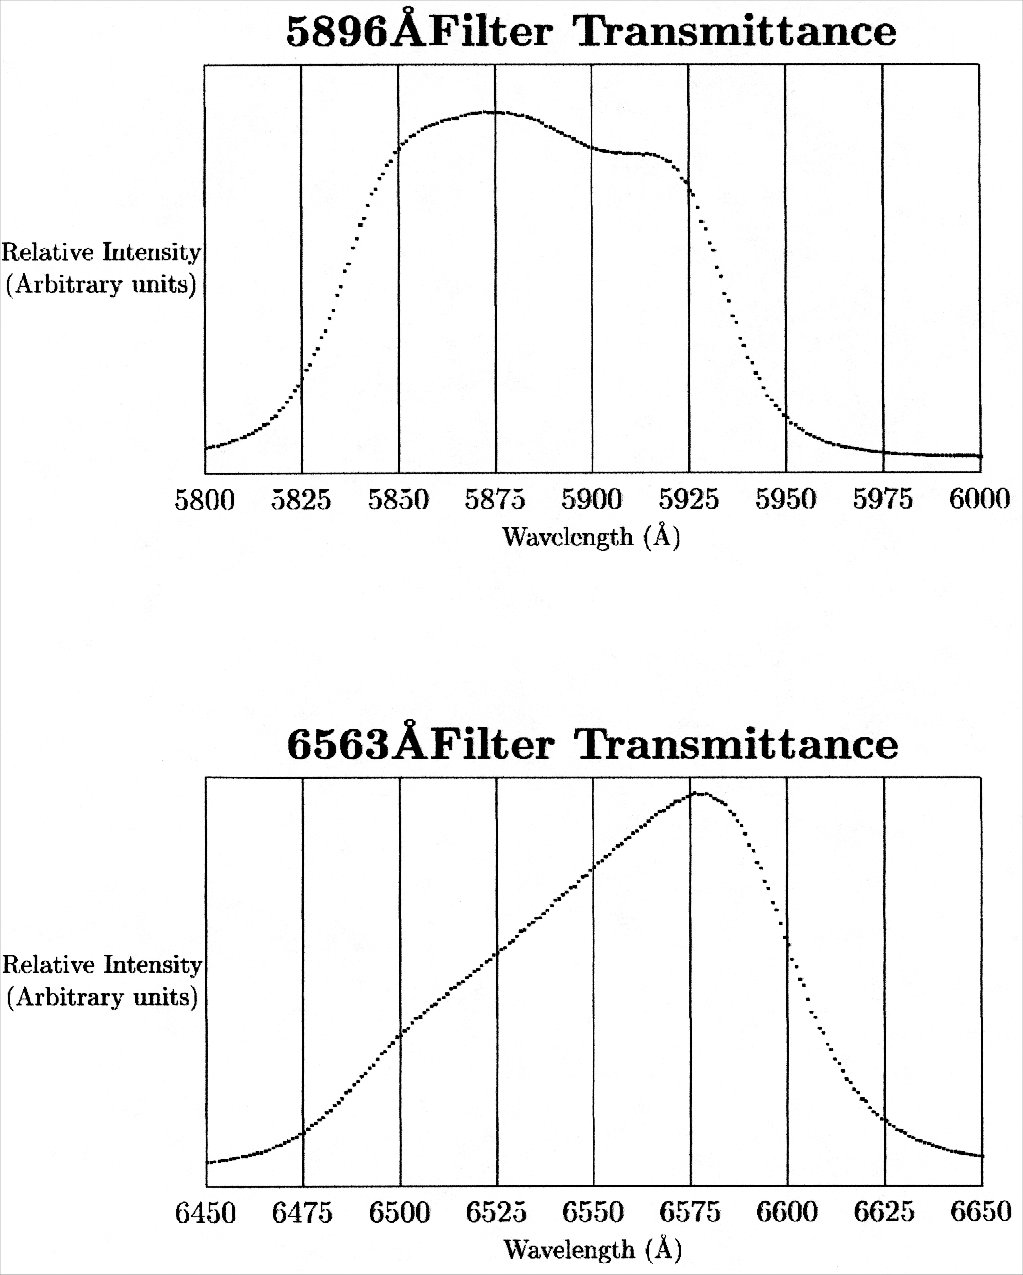 5896ÅFilter Transmittance
Relative Intensity
(Arbitrary units)
5800 5825 5850 5875 5900 5925 5950 5975 6000
Wavelength (Å)
6563ÅFilter Transmittance
Relative Intensity
(Arbitrary units)
6450 6475 6500 6525 6550 6575 6600 6625 6650
Wavelength (Å)